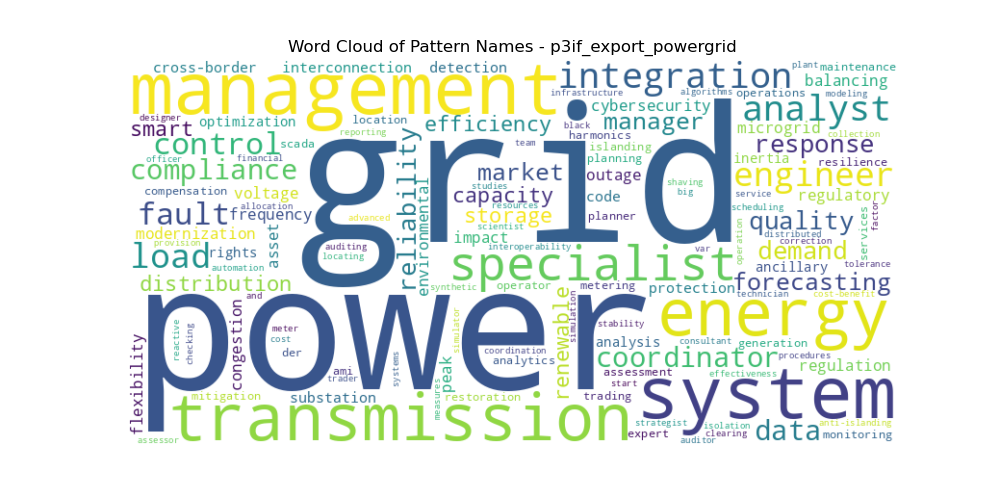 Word Cloud of Pattern Names - p3if_export_powergrid
cross-border interconnection detection
management integration
plant maintenance
balancing
infrastructure algorithms operations modeling
cybersecurity analyst
designer
smart optimization location efficiency black manager microgrid collection
reporting
control scada team harmonics response
islanding
officer financial planning inertia resilience
compliance reliability market outage engineer
studies shaving
compensation voltage environmental capacity code big service regulatory
allocation resources
fault frequency advanced storage planner scheduling quality factor
modernization scientist distributed services
provision asset auditing impact interoperability var operation correction demand
load rights locating ancillary tolerance
automation grid specialist
distribution synthetic operator metering protection forecasting
technician cost-benefit
power energy
and simulation
reactive meter simulator stability
flexibility checking congestion cost renewable analysis consultant generation
der coordination
trader ami systems peak analytics coordinator procedures
assessment effectiveness regulation
mitigation substation measures restoration start trading system
transmission
strategist isolation anti-islanding
assessor expert clearing auditor data monitoring